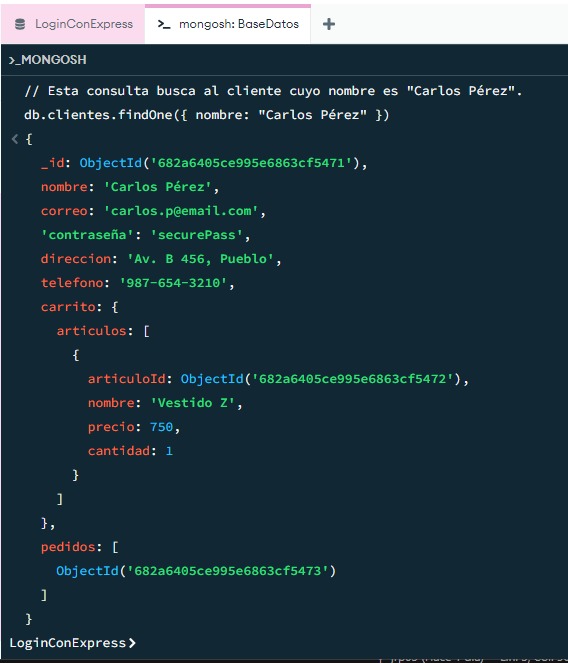 LoginConExpress
>_ mongosh: BaseDatos +
>_MONGOSH
// Esta consulta busca al cliente cuyo nombre es "Carlos Pérez".
db.clientes.findOne({ nombre: "Carlos Pérez" })
< {
_id: ObjectId('682a6405ce995e6863cf5471'),
nombre: 'Carlos Pérez',
correo: 'carlos.p@email.com',
'contraseña': 'securePass',
direccion: 'Av. B 456, Pueblo',
telefono: '987-654-3210',
carrito: {
articulos: [
{
articuloId: ObjectId('682a6405ce995e6863cf5472'),
nombre: 'Vestido Z',
precio: 750,
cantidad: 1
}
]
},
pedidos: [
ObjectId('682a6405ce995e6863cf5473')
]
}
LoginConExpress>